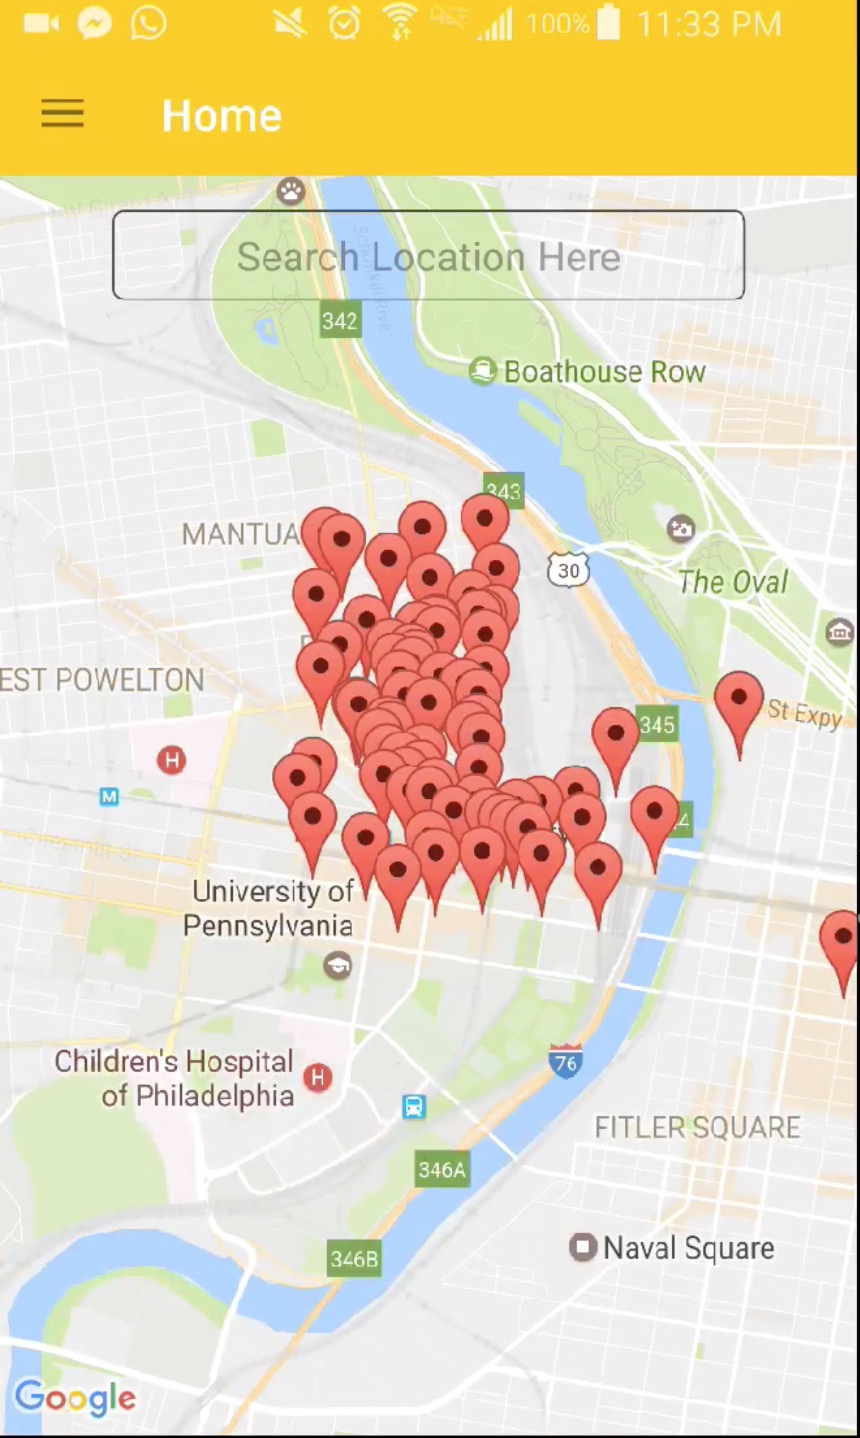 100% 11:33 PM
Home
Search Location Here
342
Boathouse Row
343
MANTUA
30
The Oval
EST POWELTON
345
St Expy
H
M
4
University of
Pennsylvania
76
Children's Hospital
of Philadelphia
H
FITLER SQUARE
346A
Naval Square
346B
Google